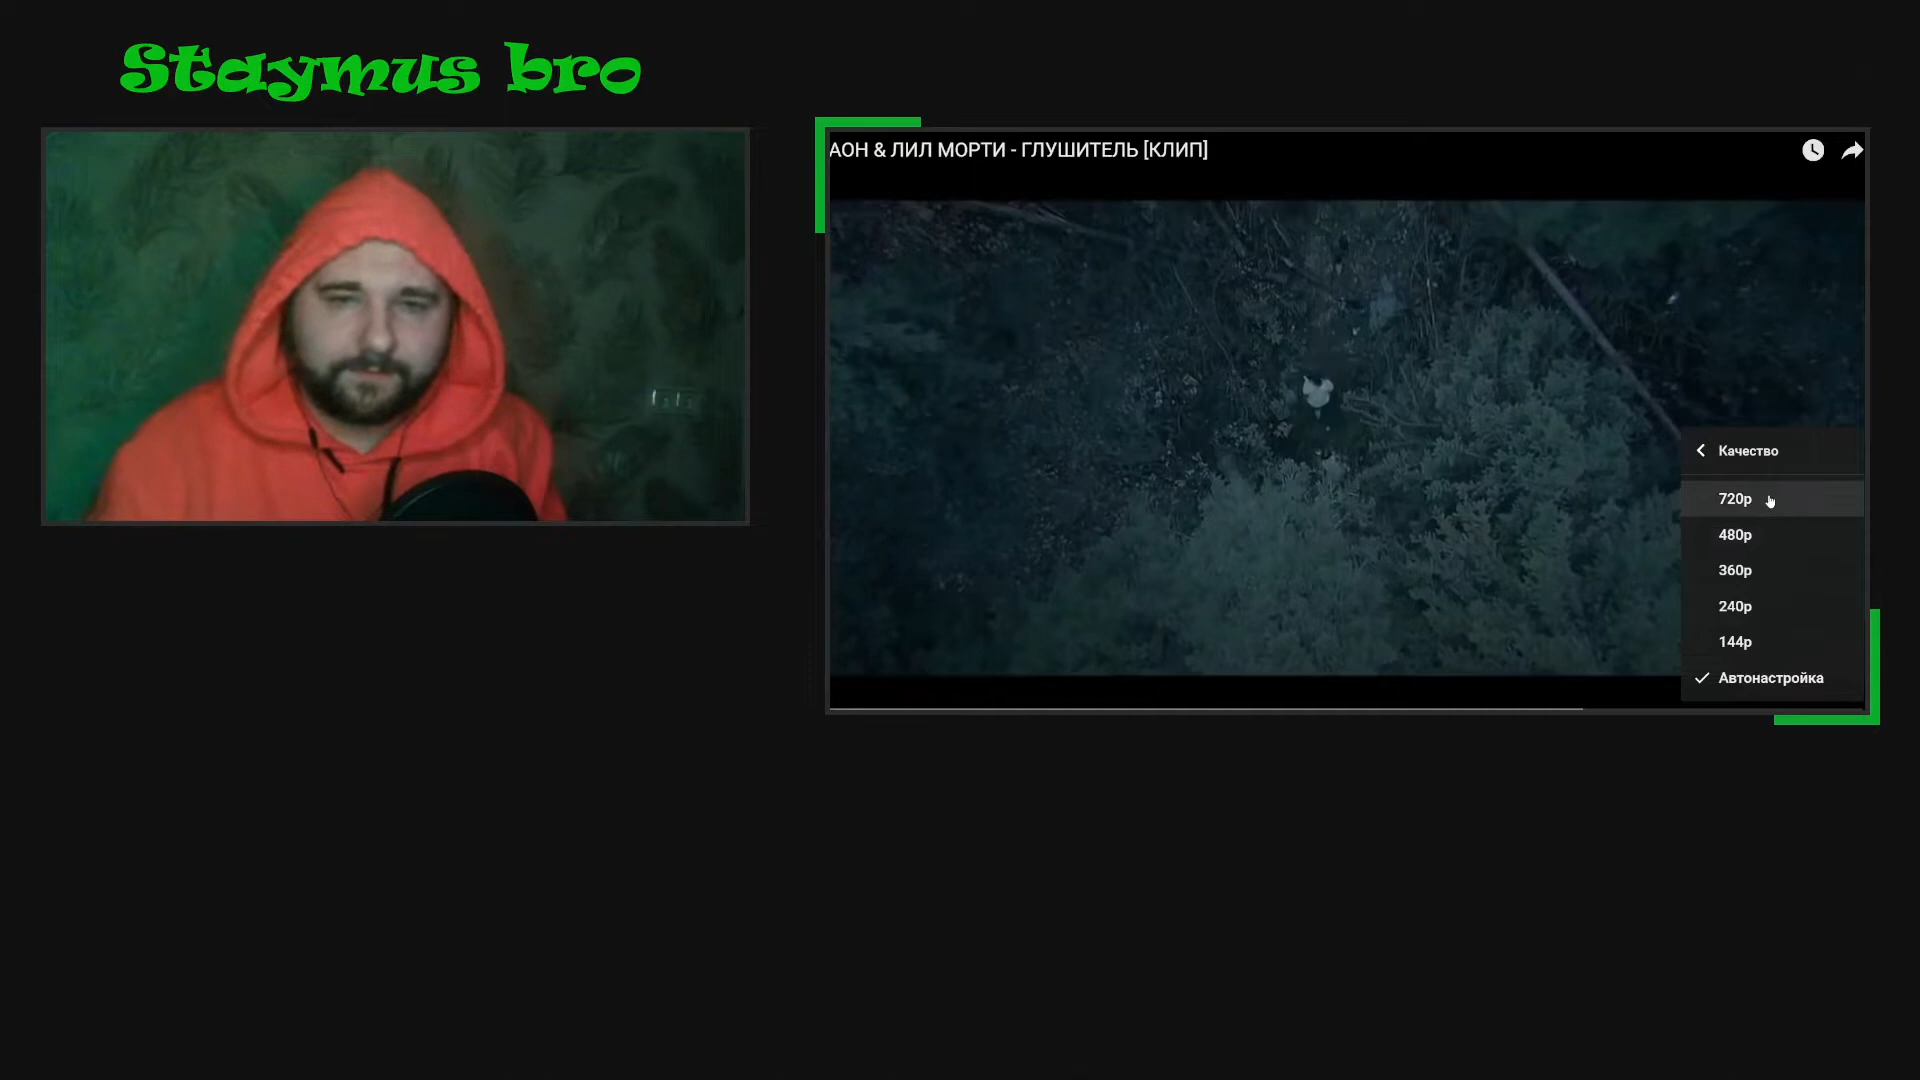 Staymus bro
АОН & ЛИЛ МОРТИ - ГЛУШИТЕЛЬ [КЛИП]
Качество
720p
480p
360p
240p
144p
Автонастройка